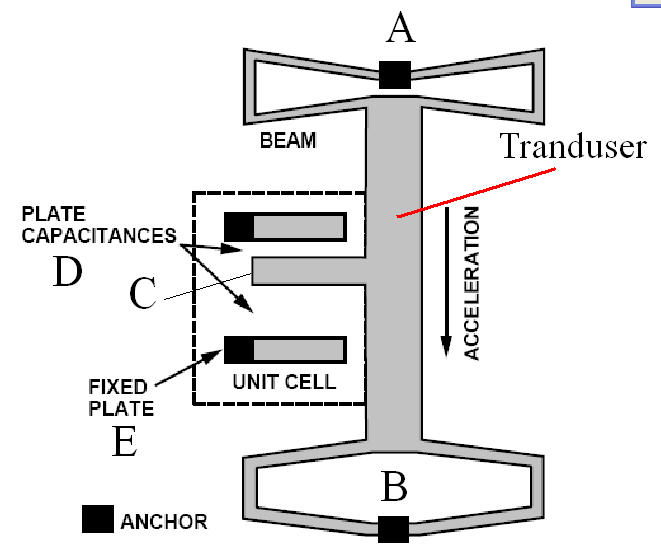 A
BEAM
Tranduser
PLATE
CAPACITANCES
D
C
ACCELERATION
UNIT CELL
FIXED
PLATE
E
B
ANCHOR